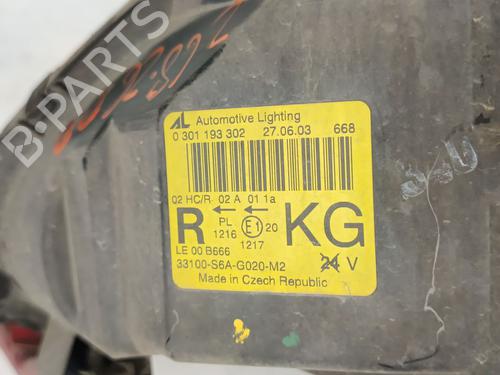 B-PARTS
AL Automotive Lighting
0 301 193 302 27.06.03 668
02 HC/R 02 A 01 1a
R PL E1 20 KG
1216
1217
LE 00 B666
33100-S6A-G020-M2 24 V
Made in Czech Republic
B-PARTS